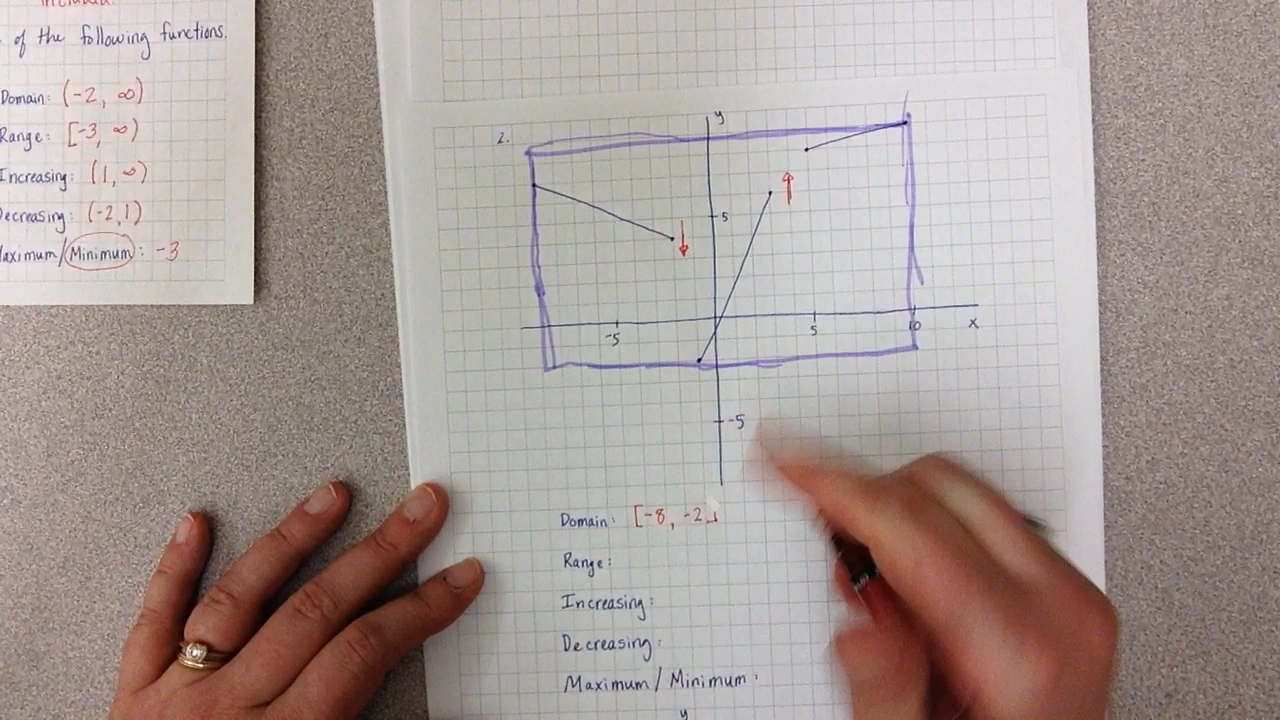 included.
of the following functions.
Domain: (-2, ∞)
Range: [-3, ∞)
Increasing: (1, ∞)
Decreasing: (-2,1)
Maximum/Minimum: -3
2.
y
5
-5
5
10
x
-5
Domain: [-8, -2]
Range:
Increasing:
Decreasing:
Maximum/Minimum:
y